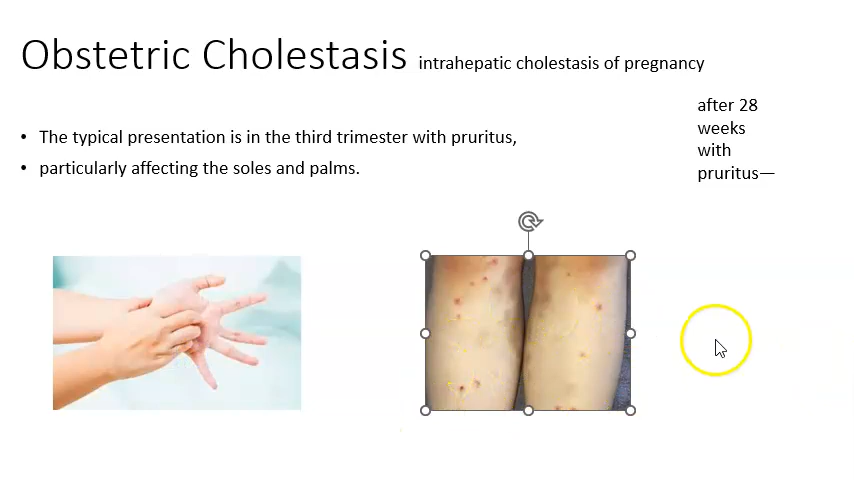 Obstetric Cholestasis intrahepatic cholestasis of pregnancy
after 28
weeks
with
pruritus—
• The typical presentation is in the third trimester with pruritus,
• particularly affecting the soles and palms.